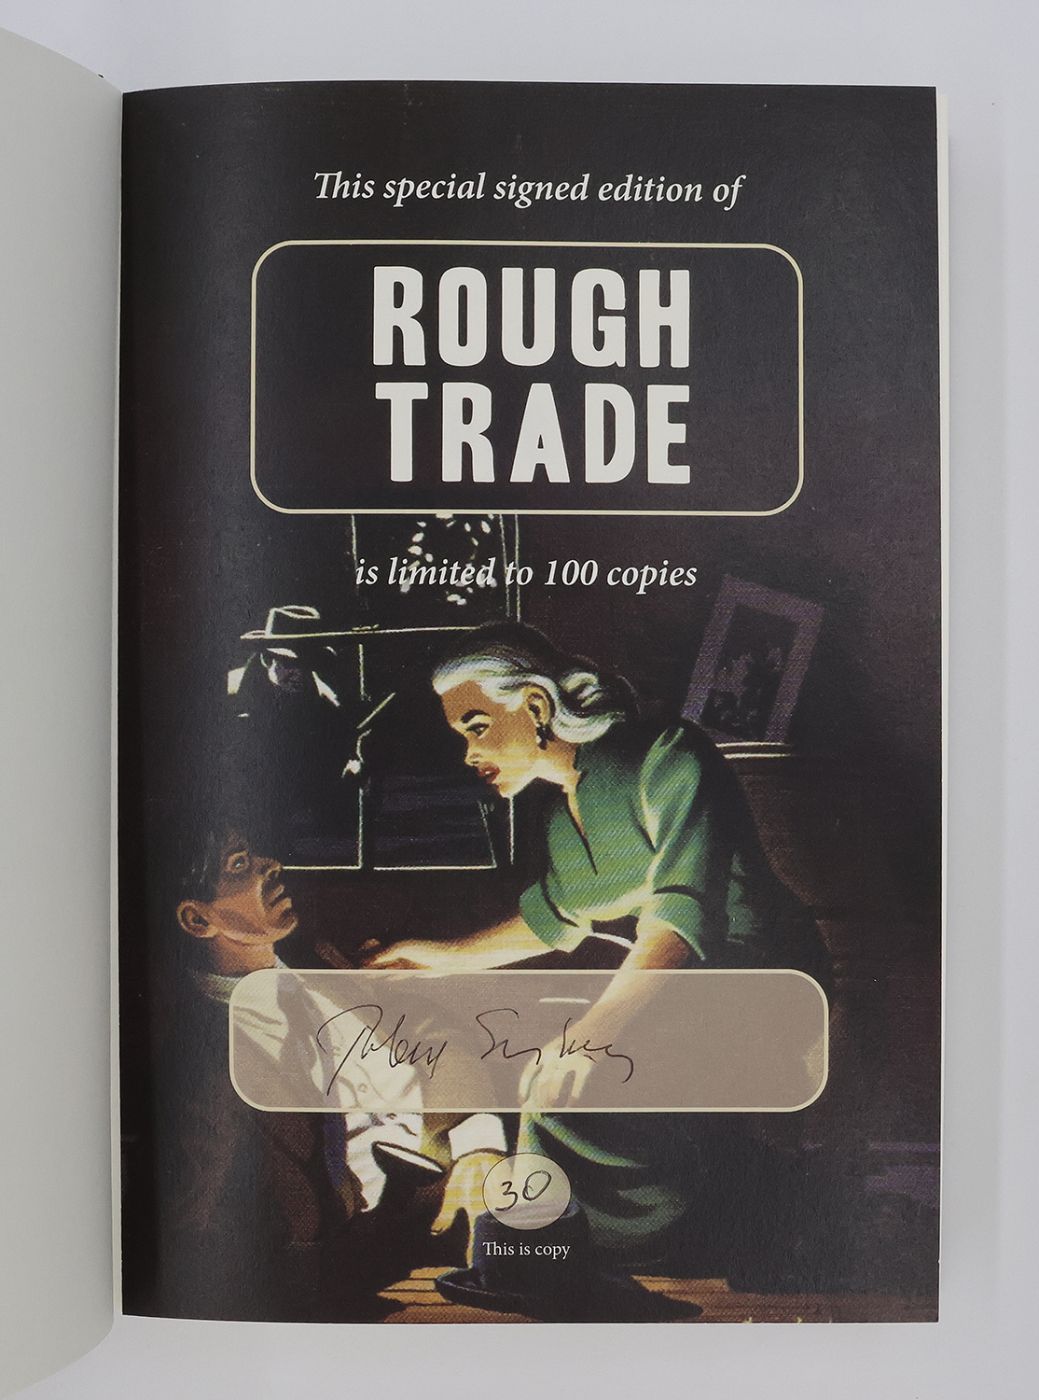 This special signed edition of
ROUGH
TRADE
is limited to 100 copies
30
This is copy